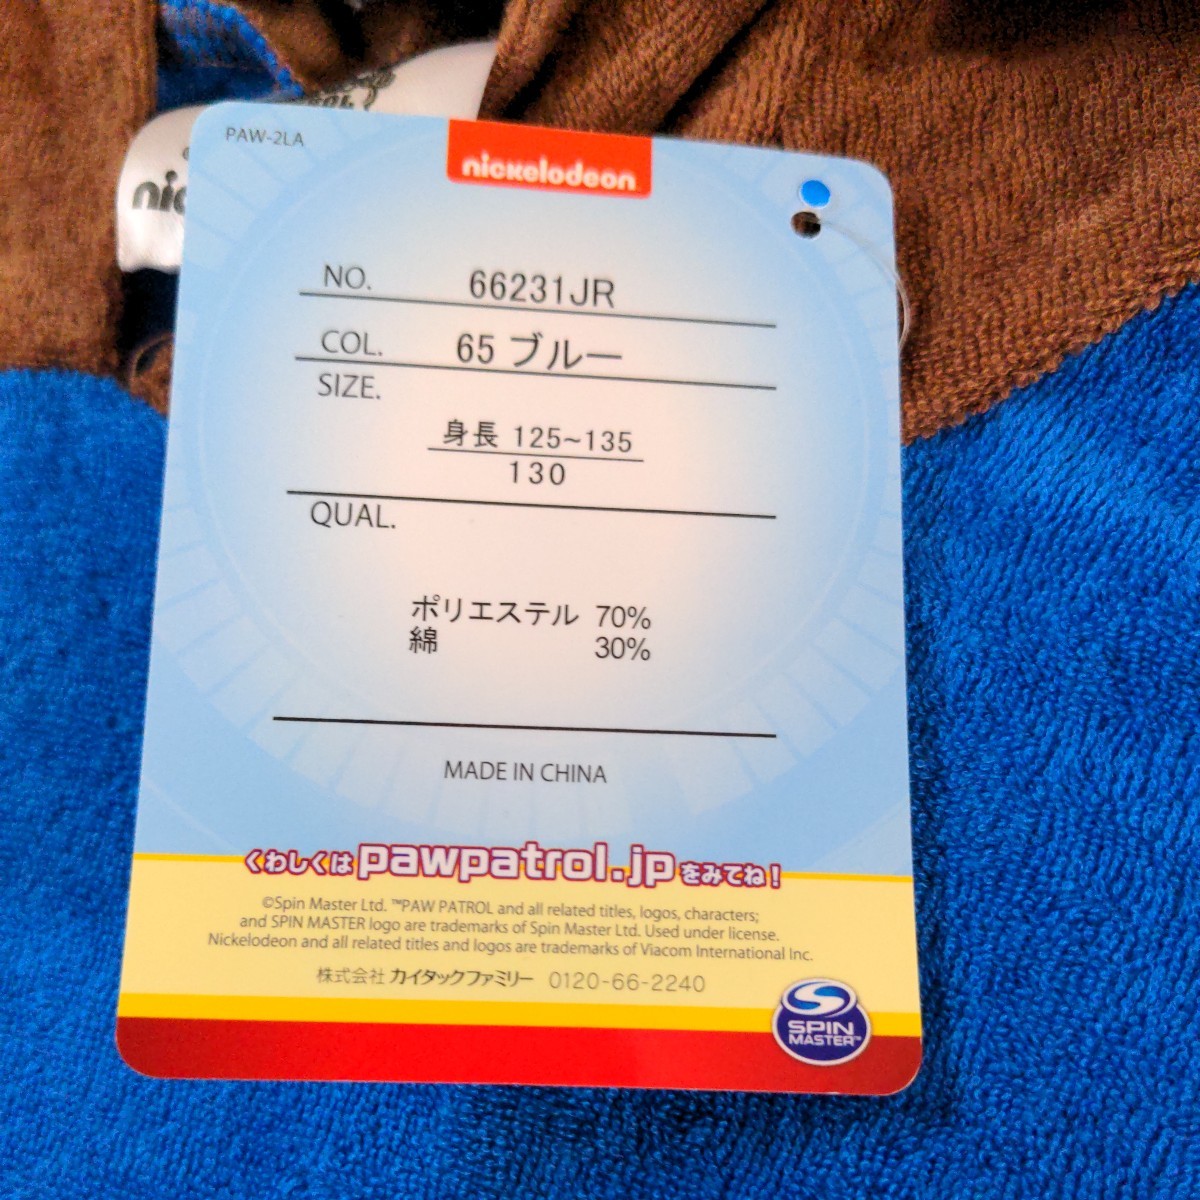 PAW-2LA
nickelodeon
NO. 66231JR
COL. 65 ブルー
SIZE.
身長 125~135
130
QUAL.
ポリエステル 70%
綿 30%
MADE IN CHINA
くわしくは pawpatrol.jp をみてね!
©Spin Master Ltd. ™PAW PATROL and all related titles, logos, characters;
and SPIN MASTER logo are trademarks of Spin Master Ltd. Used under license.
Nickelodeon and all related titles and logos are trademarks of Viacom International Inc.
株式会社 カイタックファミリー 0120-66-2240
SPIN
MASTER™